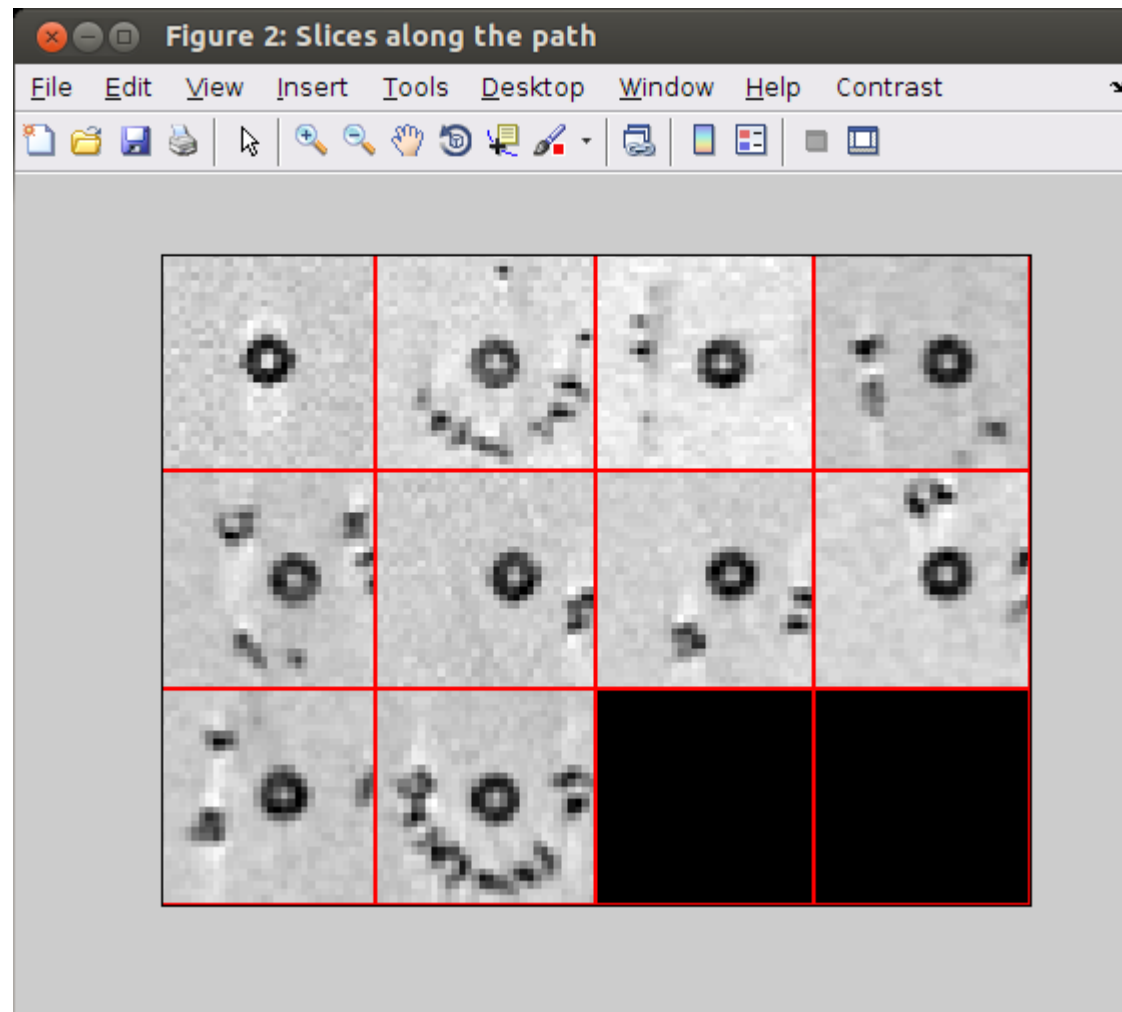 Figure 2: Slices along the path
File Edit View Insert Tools Desktop Window Help Contrast